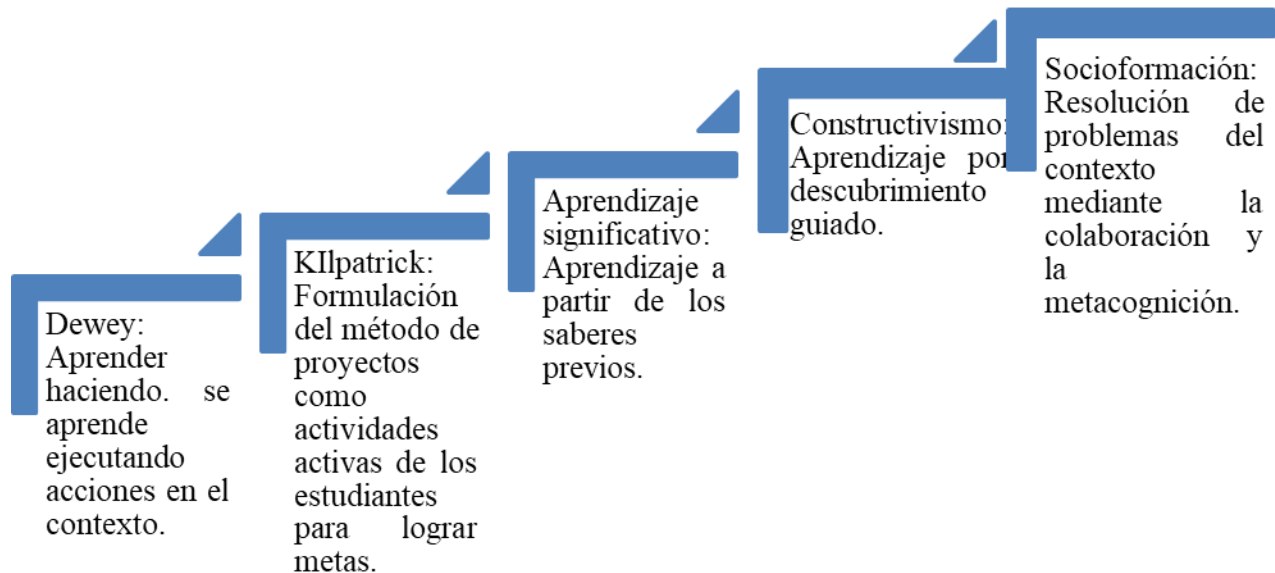 Dewey:
Aprender
haciendo. se
aprende
ejecutando
acciones en el
contexto.
KIlpatrick:
Formulación
del método de
proyectos
como
actividades
activas de los
estudiantes
para lograr
metas.
Aprendizaje
significativo:
Aprendizaje a
partir de los
saberes
previos.
Constructivismo:
Aprendizaje por
descubrimiento
guiado.
Socioformación:
Resolución de
problemas del
contexto
mediante la
colaboración y
la
metacognición.